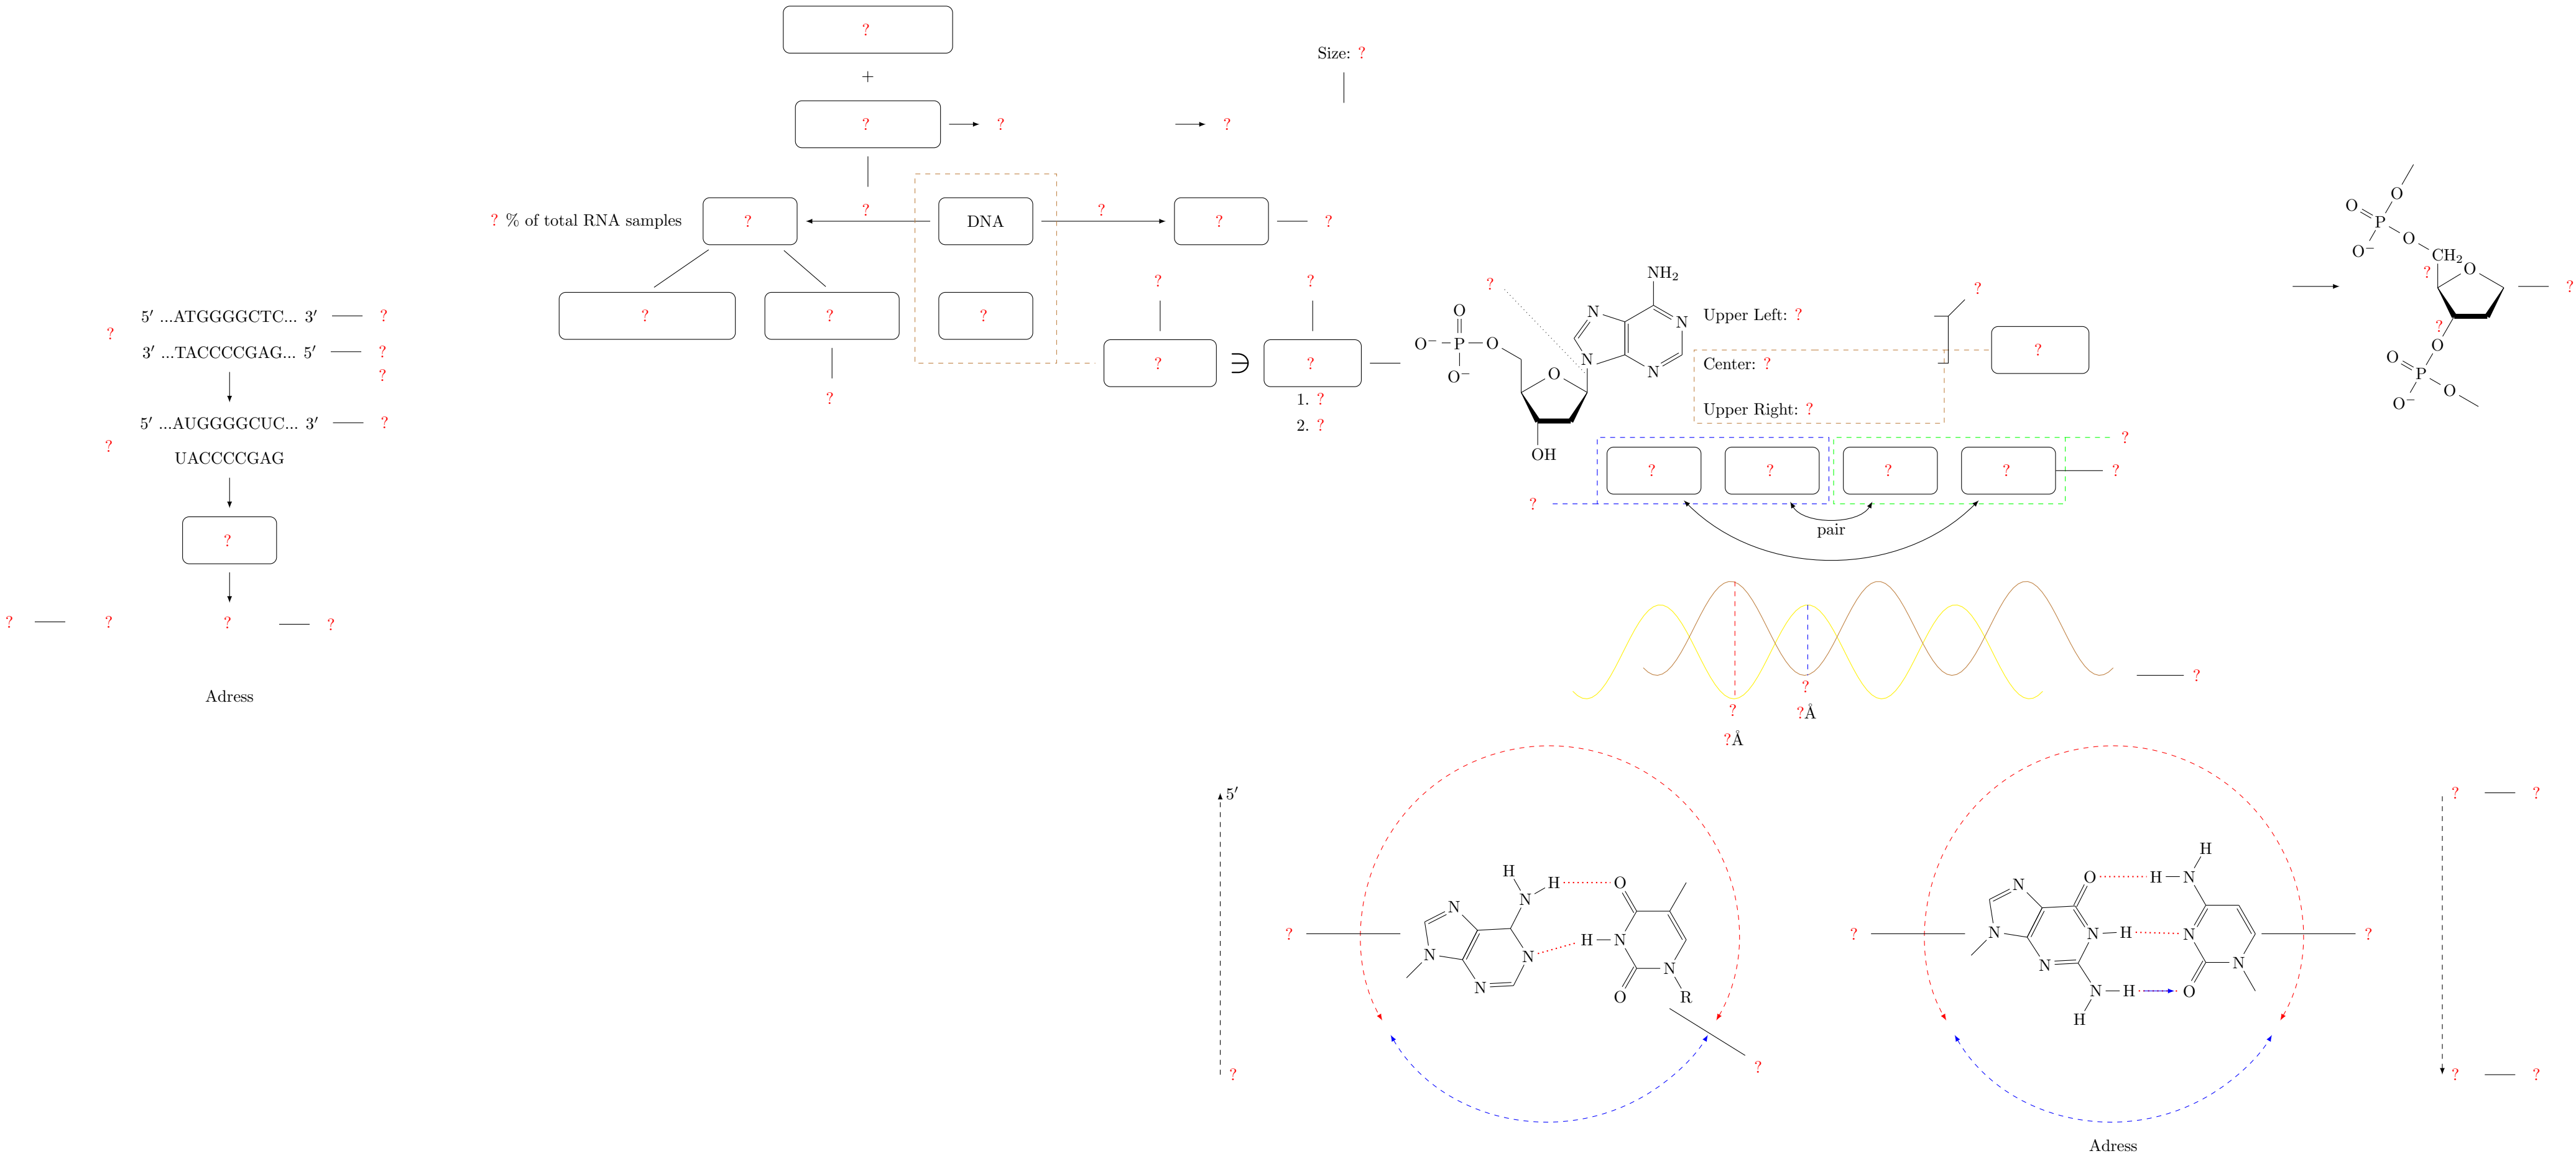 ?
+
Size: ?
?
?
?
? % of total RNA samples
?
?
DNA
?
?
?
?
?
?
?
?
?
5′ ...ATGGGGCTC... 3′
?
?
3′ ...TACCCCGAG... 5′
?
?
5′ ...AUGGGGCUC... 3′
?
?
UACCCCGAG
?
?
?
?
?
Adress
?
?
?
∋
?
1. ?
2. ?
?
O⁻
P
O
O⁻
O
O
OH
N
N
N
N
NH₂
Upper Left: ?
Center: ?
Upper Right: ?
?
?
?
?
?
?
?
?
?
pair
?
?
?Å
?
?Å
?
O
P
O
O⁻
O
CH₂
?
O
?
?
O
O
P
O⁻
O
5′
?
?
N
N
N
N
H
H
N
O
H
N
O
N
R
?
?
N
N
O
N
H
N
N
H
H
H
N
H
N
N
O
?
Adress
?
?
?
?